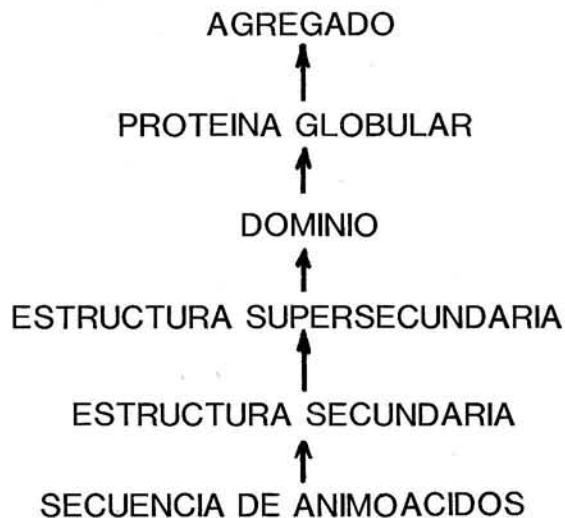 AGREGADO
PROTEINA GLOBULAR
DOMINIO
ESTRUCTURA SUPERSECUNDARIA
ESTRUCTURA SECUNDARIA
SECUENCIA DE ANIMOACIDOS